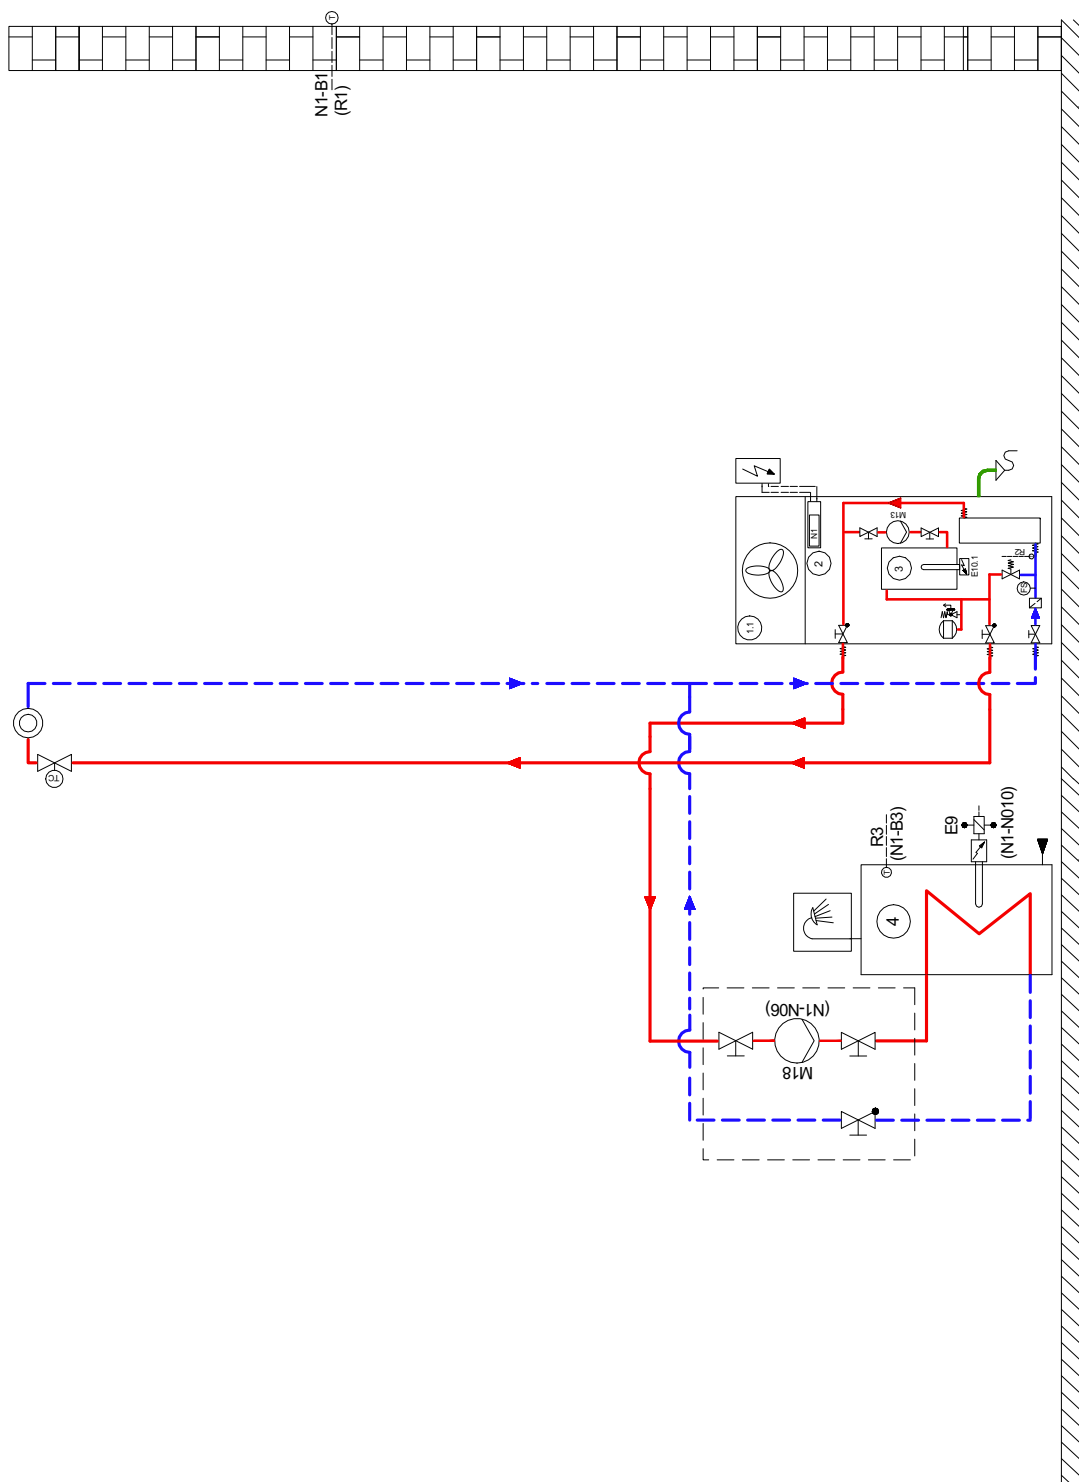 T
N1-B1
(R1)
TC
1.1
2
N1
M13
3
E10.1
R2
FS
R3
(N1-B3)
T
E9
(N1-N010)
4
(N1-N06)
M18